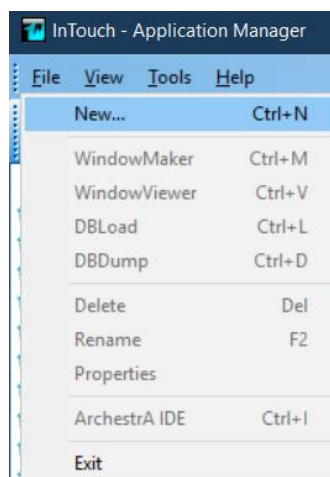 InTouch - Application Manager
File View Tools Help
New... Ctrl+N
WindowMaker Ctrl+M
WindowViewer Ctrl+V
DBLoad Ctrl+L
DBDump Ctrl+D
Delete Del
Rename F2
Properties
ArchestrA IDE Ctrl+I
Exit